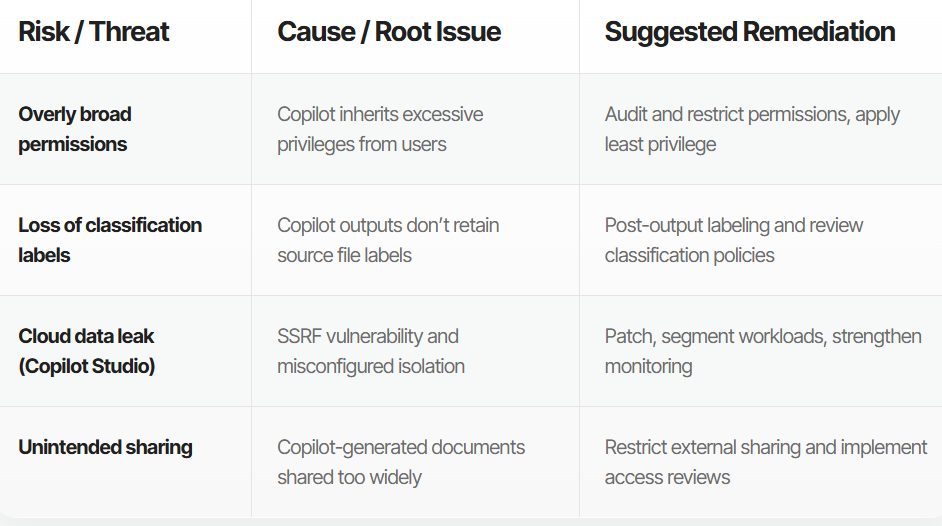 Risk / Threat
Cause / Root Issue
Suggested Remediation
Overly broad
permissions
Copilot inherits excessive
privileges from users
Audit and restrict permissions, apply
least privilege
Loss of classification
labels
Copilot outputs don’t retain
source file labels
Post-output labeling and review
classification policies
Cloud data leak
(Copilot Studio)
SSRF vulnerability and
misconfigured isolation
Patch, segment workloads, strengthen
monitoring
Unintended sharing
Copilot-generated documents
shared too widely
Restrict external sharing and implement
access reviews